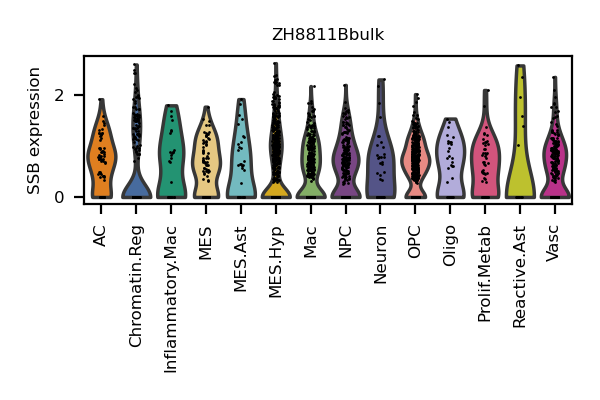 ZH8811Bbulk
SSB expression
2
0
AC
Chromatin.Reg
Inflammatory.Mac
MES
MES.Ast
MES.Hyp
Mac
NPC
Neuron
OPC
Oligo
Prolif.Metab
Reactive.Ast
Vasc